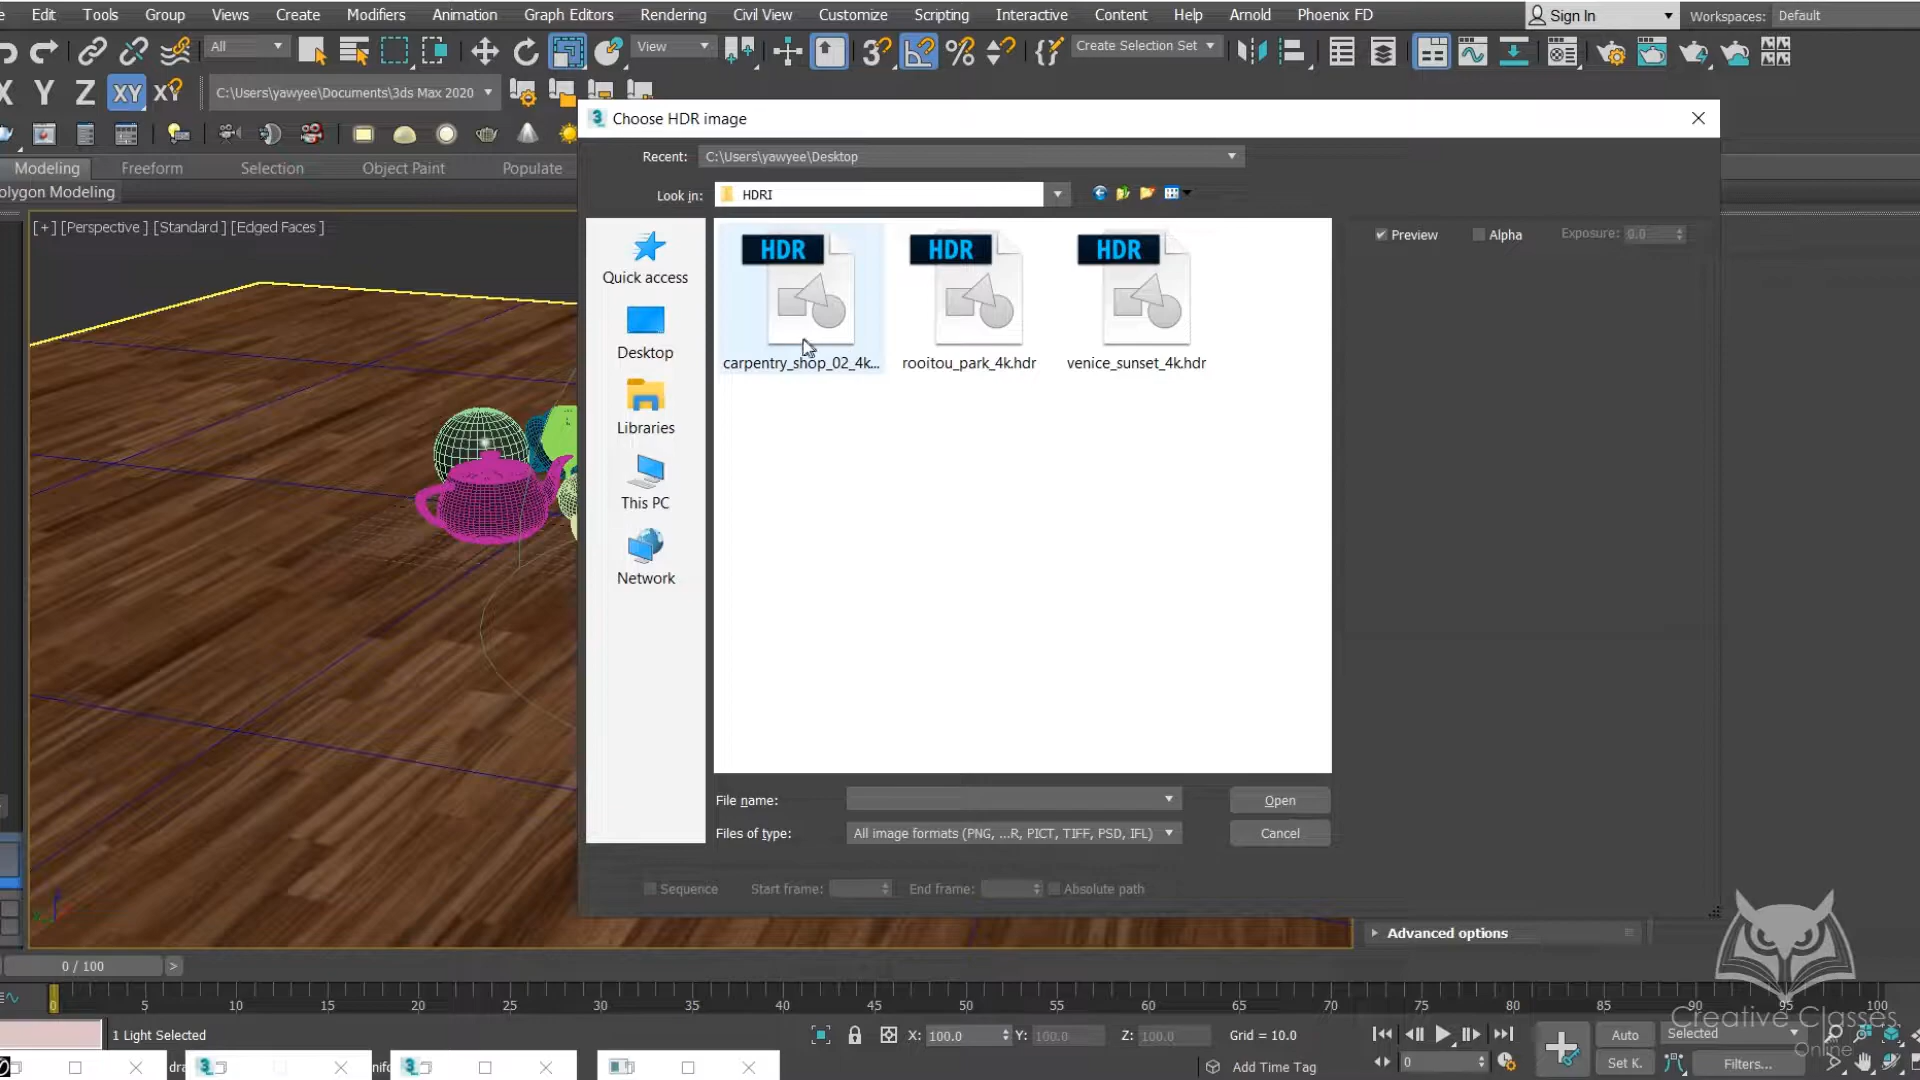 Edit Tools Group Views Create Modifiers Animation Graph Editors Rendering Civil View Customize Scripting Interactive Content Help Arnold Phoenix FD Sign In Workspaces: Default
All View Create Selection Set
X Y Z XY X C:\Users\yawyee\Documents\3ds Max 2020
Choose HDR image
Recent: C:\Users\yawyee\Desktop
Modeling Freeform Selection Object Paint Populate
olygon Modeling
Look in: HDRI
[+] [Perspective ] [Standard ] [Edged Faces ]
Preview Alpha Exposure: 0.0
HDR HDR HDR
Quick access
Desktop
carpentry_shop_02_4k... rooitou_park_4k.hdr venice_sunset_4k.hdr
Libraries
This PC
Network
File name: Open
Files of type: All image formats (PNG, ...R, PICT, TIFF, PSD, IFL) Cancel
Sequence Start frame: End frame: Absolute path
Advanced options
0 / 100 >
0 5 10 15 20 25 30 35 40 45 50 55 60 65 70 75 80 85 90 95 100
Creative Classes
Online
1 Light Selected X: 100.0 Y: 100.0 Z: 100.0 Grid = 10.0 Auto Selected
Add Time Tag 0 Set K. Filters...